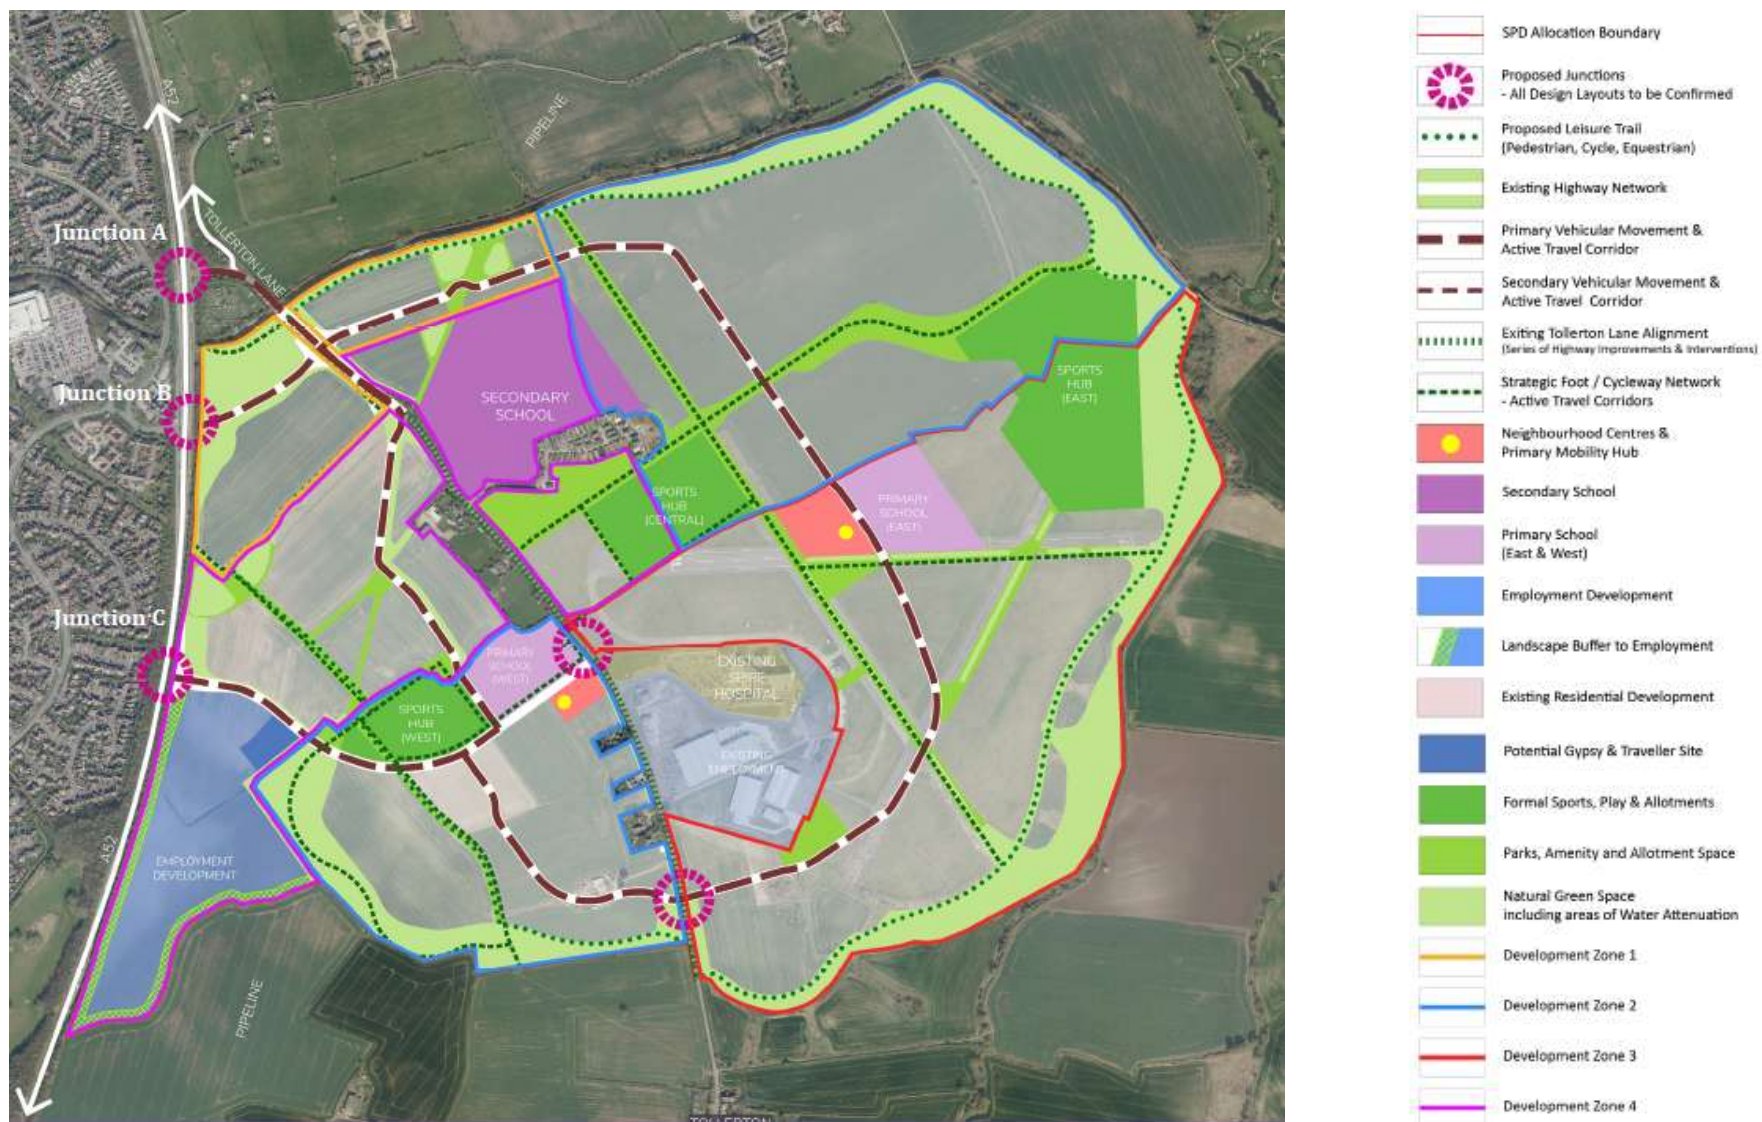 A52
PIPELINE
TOLLERTON LANE
Junction A
Junction B
Junction C
SECONDARY
SCHOOL
SPORTS
HUB
(EAST)
SPORTS
HUB
(CENTRAL)
PRIMARY
SCHOOL
(EAST)
PRIMARY
SCHOOL
(WEST)
EXISTING
SPIRE
HOSPITAL
SPORTS
HUB
(WEST)
EXISTING
EMPLOYMENT
A52
EMPLOYMENT
DEVELOPMENT
PIPELINE
TOLLERTON
SPD Allocation Boundary
Proposed Junctions
- All Design Layouts to be Confirmed
Proposed Leisure Trail
(Pedestrian, Cycle, Equestrian)
Existing Highway Network
Primary Vehicular Movement &
Active Travel Corridor
Secondary Vehicular Movement &
Active Travel Corridor
Exiting Tollerton Lane Alignment
(Series of Highway Improvements & Interventions)
Strategic Foot / Cycleway Network
- Active Travel Corridors
Neighbourhood Centres &
Primary Mobility Hub
Secondary School
Primary School
(East & West)
Employment Development
Landscape Buffer to Employment
Existing Residential Development
Potential Gypsy & Traveller Site
Formal Sports, Play & Allotments
Parks, Amenity and Allotment Space
Natural Green Space
including areas of Water Attenuation
Development Zone 1
Development Zone 2
Development Zone 3
Development Zone 4